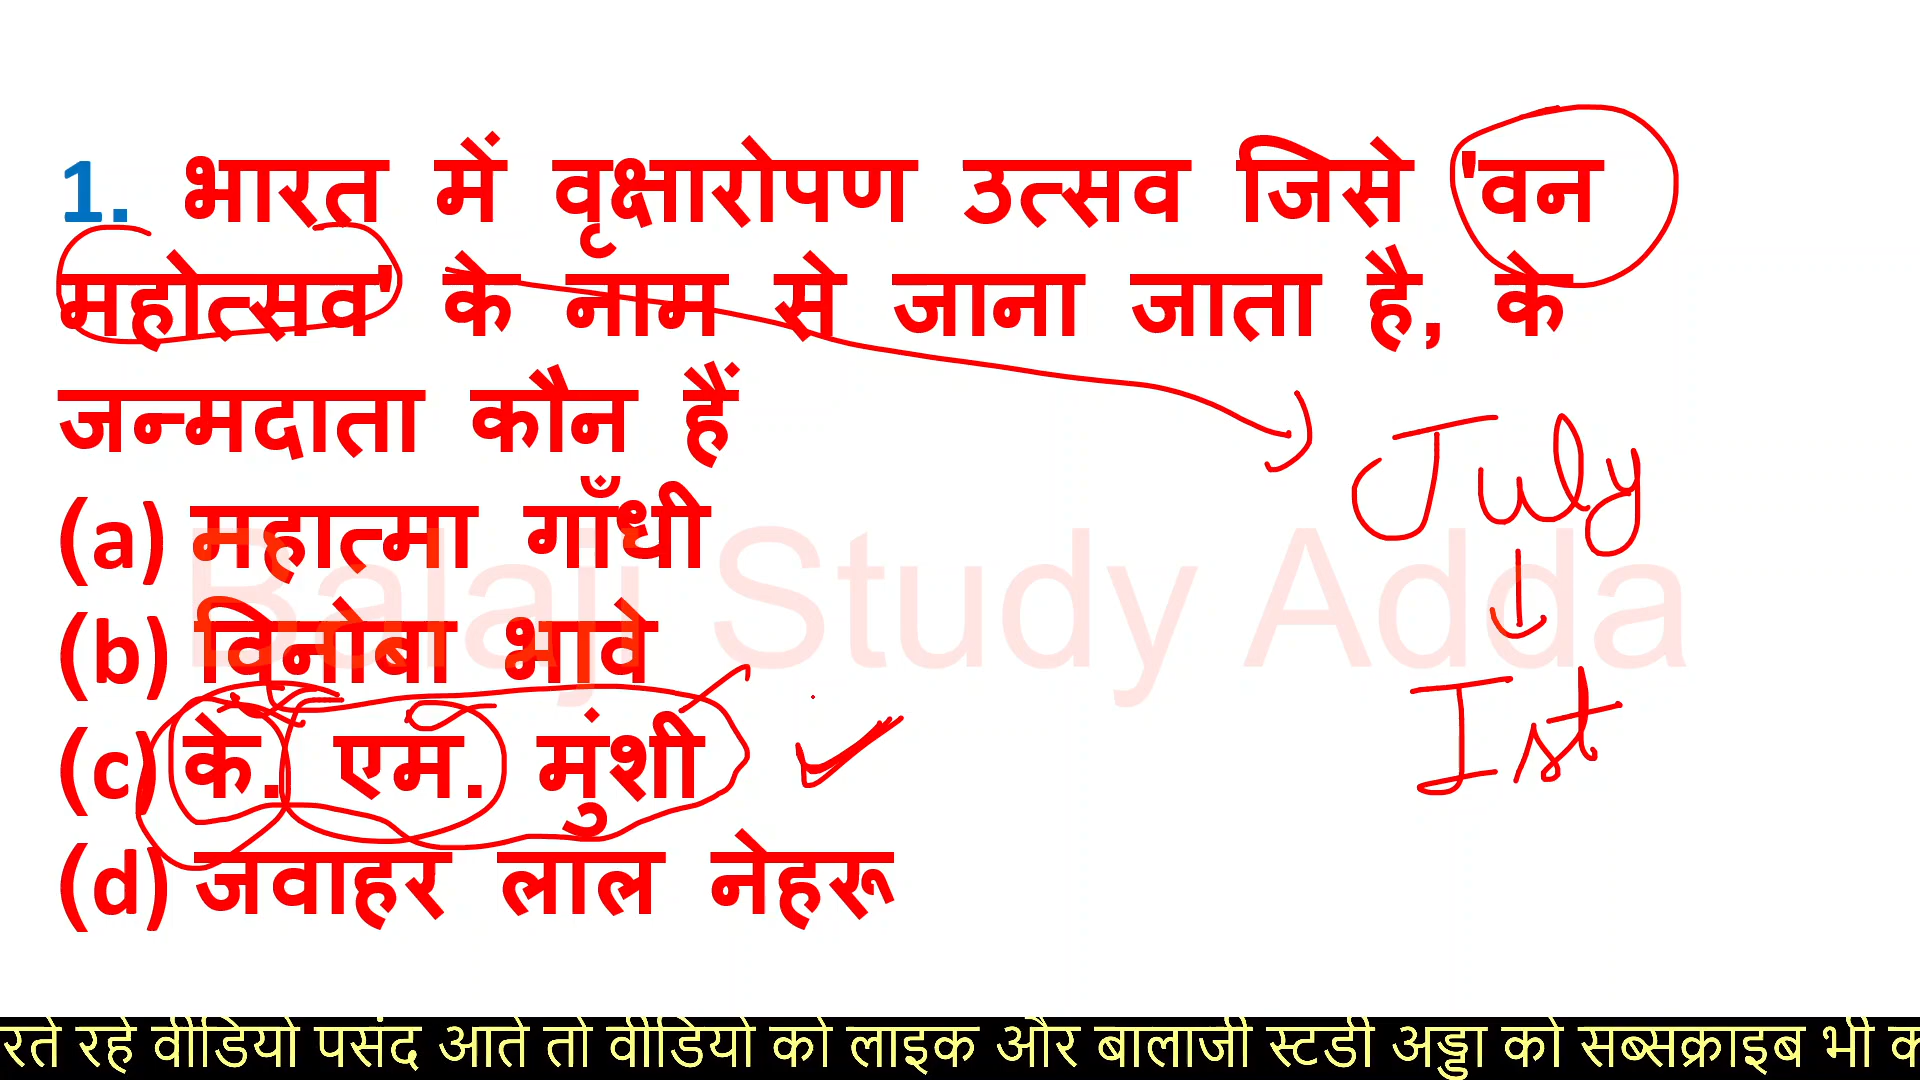 1. भारत में वृक्षारोपण उत्सव जिसे 'वन
महोत्सव' के नाम से जाना जाता है, के
जन्मदाता कौन हैं
(a) महात्मा गाँधी
(b) विनोबा भावे
(c) के. एम. मुंशी
(d) जवाहर लाल नेहरू
July
Ist
Balaji Study Adda
रते रहे वीडियो पसंद आते तो वीडियो को लाइक और बालाजी स्टडी अड्डा को सब्सक्राइब भी क